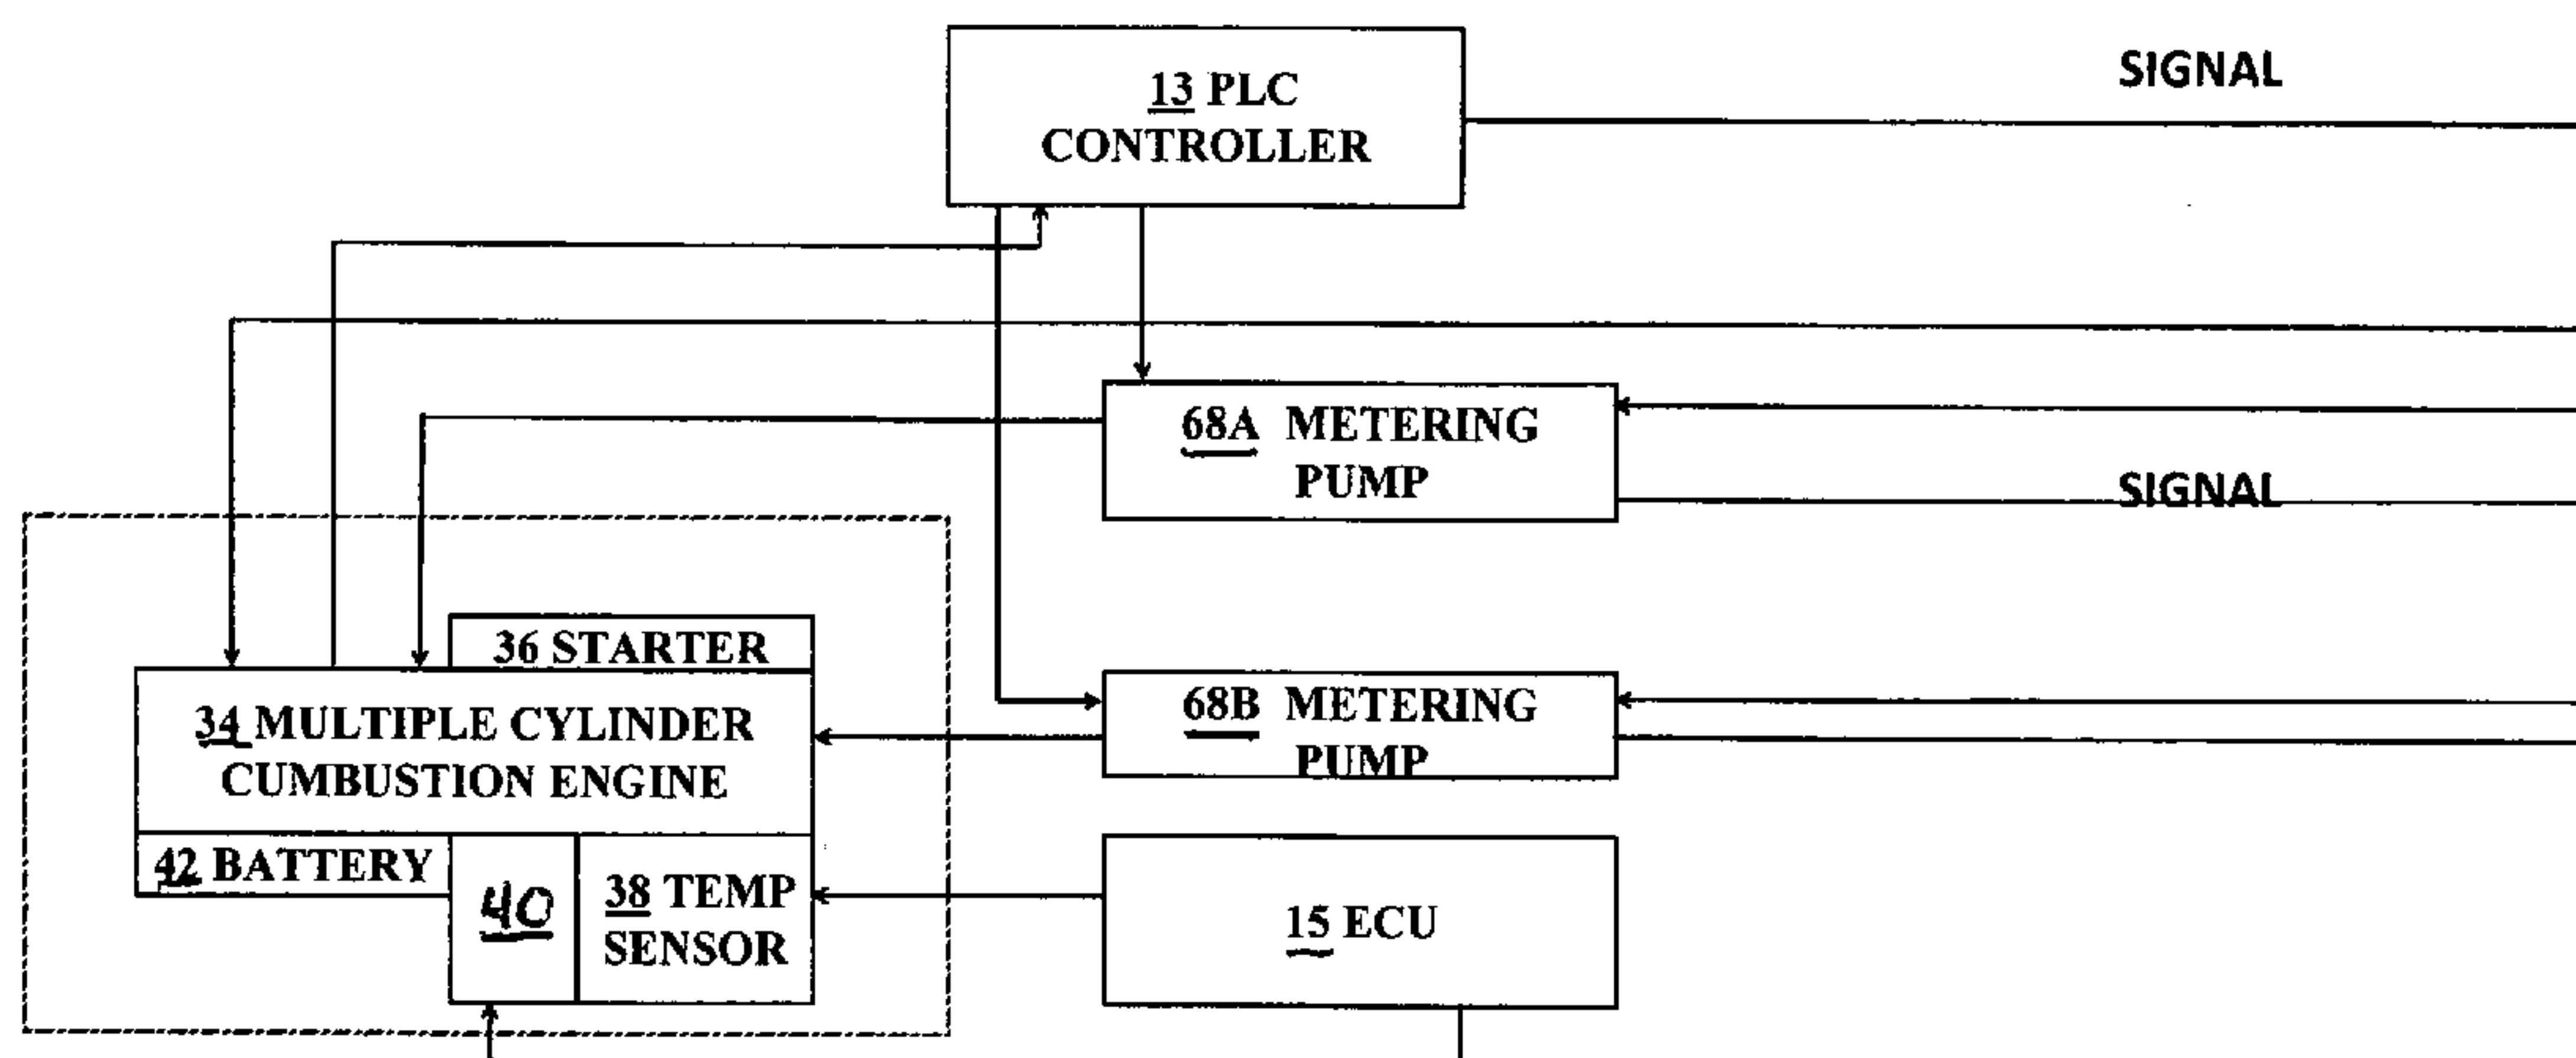 13 PLC
CONTROLLER
SIGNAL
68A METERING
PUMP
SIGNAL
36 STARTER
34 MULTIPLE CYLINDER
CUMBUSTION ENGINE
68B METERING
PUMP
42 BATTERY
40
38 TEMP
SENSOR
15 ECU